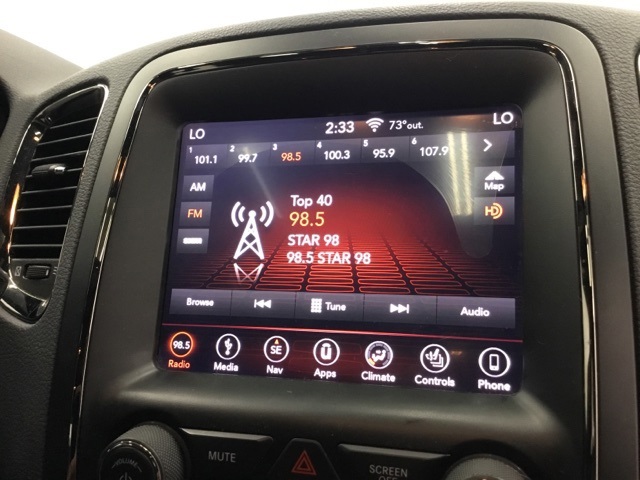 LO 2:33 73°out. LO
1 101.1 2 99.7 3 98.5 4 100.3 5 95.9 6 107.9
AM
Top 40
Map
FM
98.5
HD
STAR 98
98.5 STAR 98
Browse Tune Audio
98.5 SE
Radio Media Nav Apps Climate Controls Phone
VOLUME MUTE SCREEN
OFF